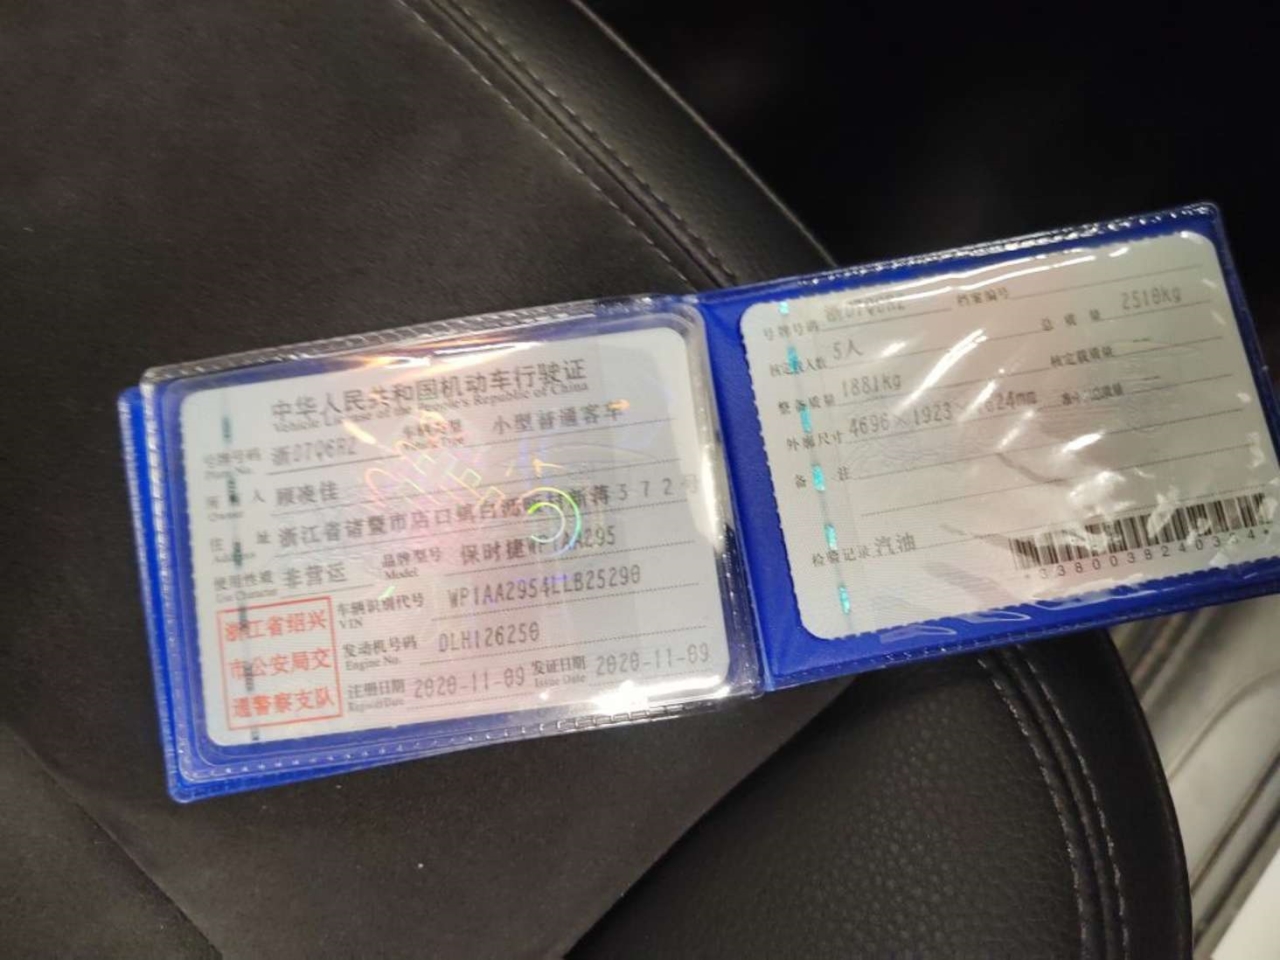 中华人民共和国机动车行驶证
Vehicle License of the People's Republic of China
号牌号码 浙D7Q6R2 车辆类型 小型普通客车
Plate No. Vehicle Type
所有人 顾凌佳
Owner
住址 浙江省诸暨市店口镇 372号
Address
使用性质 非营运 品牌型号 保时捷WP1AA295
Use Character Model
车辆识别代号 WP1AA2954LLB25290
VIN
发动机号码 DLH126250
Engine No.
注册日期 2020-11-09 发证日期 2020-11-09
Register Date Issue Date
浙江省绍兴
市公安局交
通警察支队
号牌号码 档案编号
核定载人数 5人 总质量 2510kg
整备质量 1881kg 核定载质量
外廓尺寸 4696×1923× 624mm
备注
检验记录 汽油